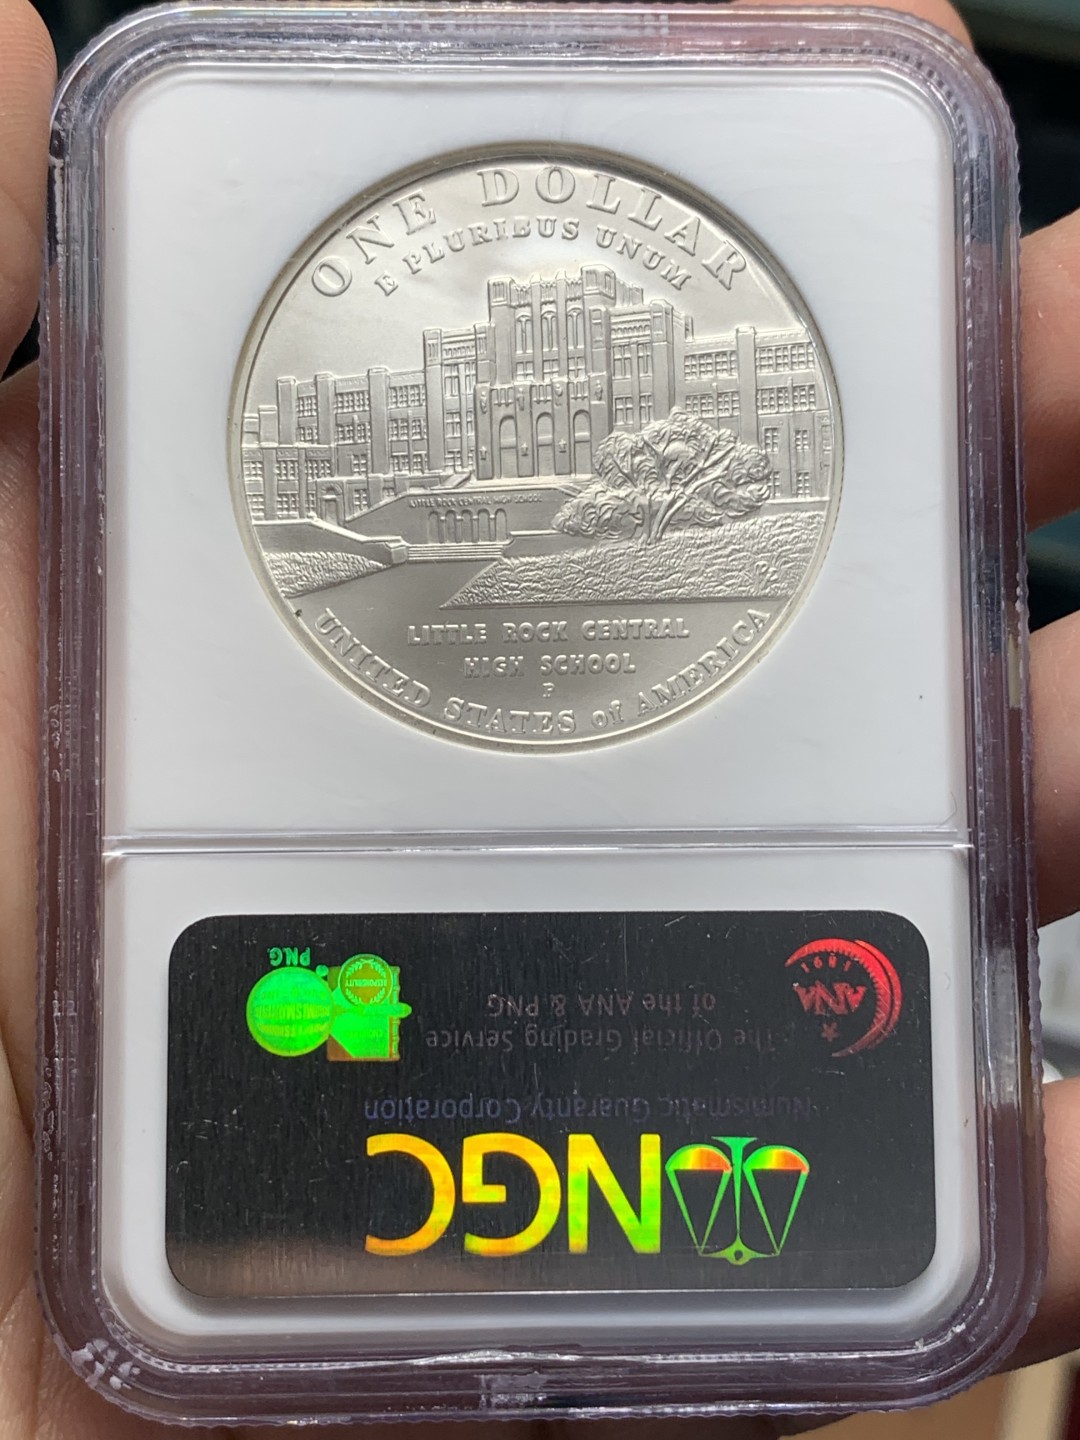 ONE DOLLAR
E PLURIBUS UNUM
LITTLE ROCK CENTRAL HIGH SCHOOL
LITTLE ROCK CENTRAL
HIGH SCHOOL
P
UNITED STATES of AMERICA
NGC
Numismatic Guaranty Corporation
The Official Grading Service
of the ANA & PNG
ANA
1891
PNG